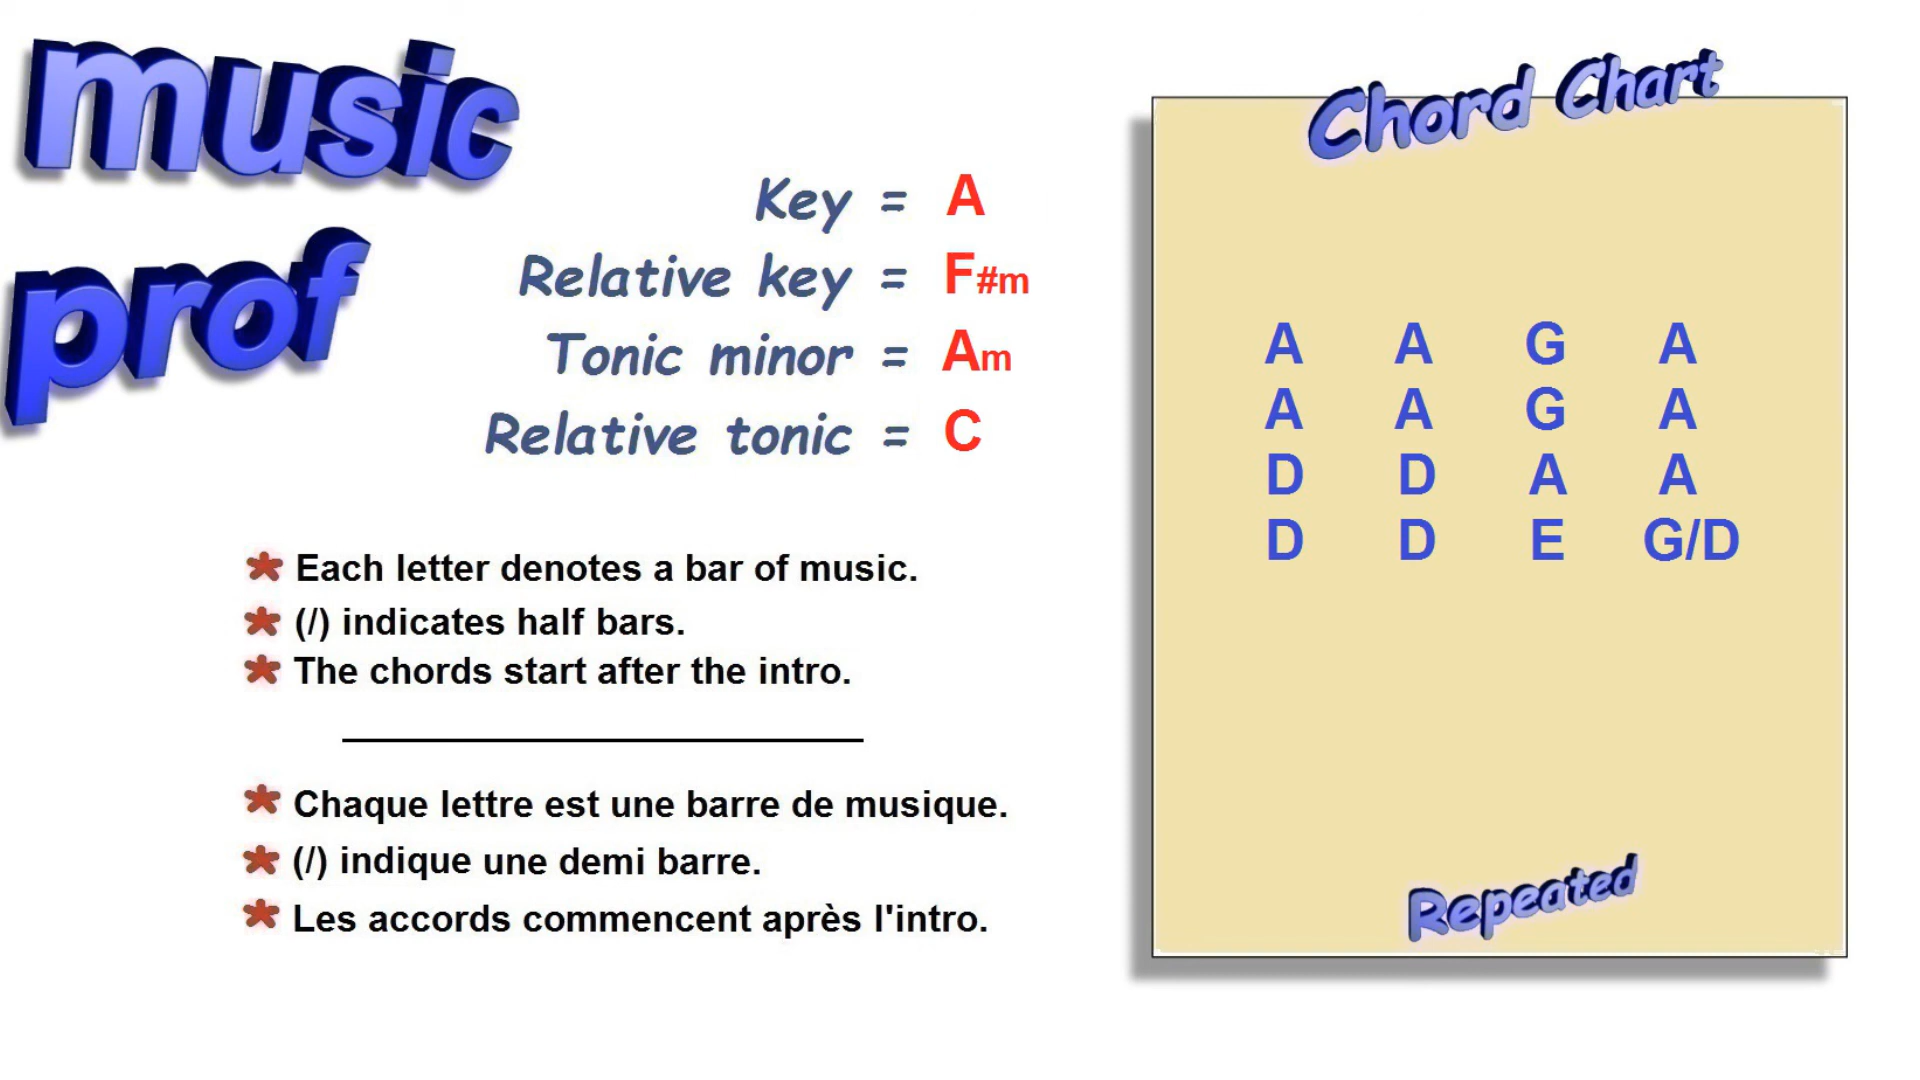 music
prof
Key = A
Relative key = F#m
Tonic minor = Am
Relative tonic = C
* Each letter denotes a bar of music.
* (/) indicates half bars.
* The chords start after the intro.
* Chaque lettre est une barre de musique.
* (/) indique une demi barre.
* Les accords commencent après l'intro.
Chord Chart
A A G A
A A G A
D D A A
D D E G/D
Repeated